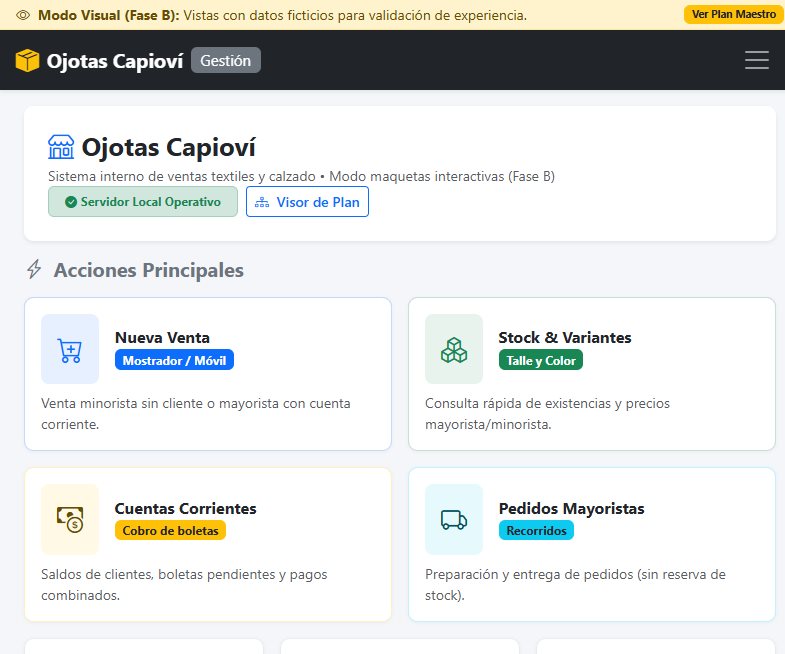 Modo Visual (Fase B): Vistas con datos ficticios para validación de experiencia.
Ver Plan Maestro
Ojotas Capioví
Gestión
Ojotas Capioví
Sistema interno de ventas textiles y calzado • Modo maquetas interactivas (Fase B)
Servidor Local Operativo
Visor de Plan
Acciones Principales
Nueva Venta
Mostrador / Móvil
Venta minorista sin cliente o mayorista con cuenta
corriente.
Stock & Variantes
Talle y Color
Consulta rápida de existencias y precios
mayorista/minorista.
Cuentas Corrientes
Cobro de boletas
Saldos de clientes, boletas pendientes y pagos
combinados.
Pedidos Mayoristas
Recorridos
Preparación y entrega de pedidos (sin reserva de
stock).